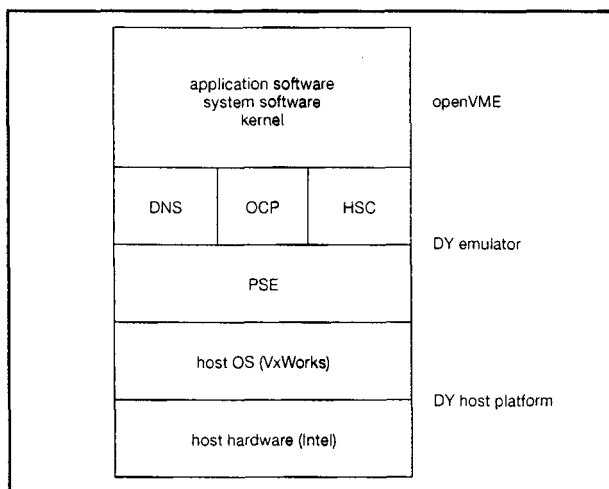 application software
system software
kernel
openVME
DNS
OCP
HSC
DY emulator
PSE
host OS (VxWorks)
DY host platform
host hardware (Intel)